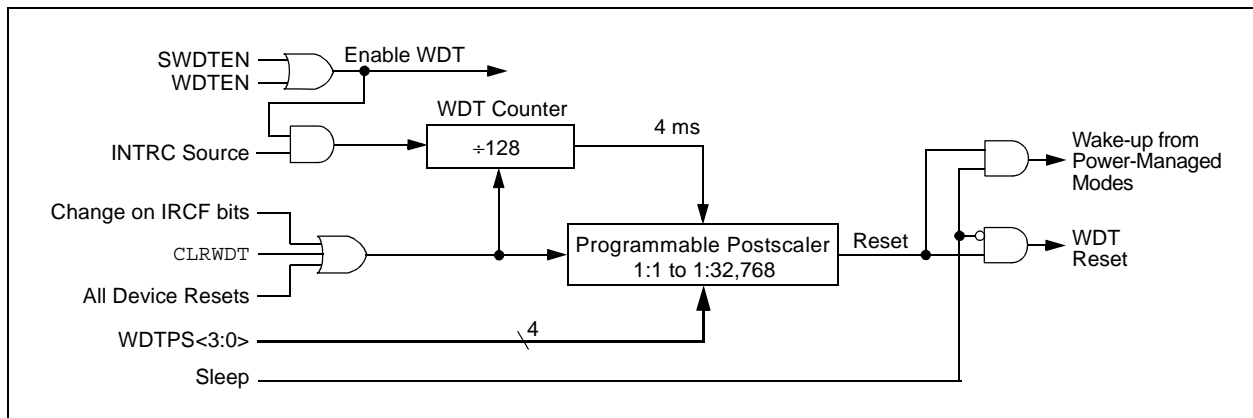 SWDTEN
WDTEN
Enable WDT
WDT Counter
÷128
4 ms
INTRC Source
Wake-up from
Power-Managed
Modes
Change on IRCF bits
CLRWDT
All Device Resets
Programmable Postscaler
1:1 to 1:32,768
Reset
WDT
Reset
WDTPS<3:0>
4
Sleep